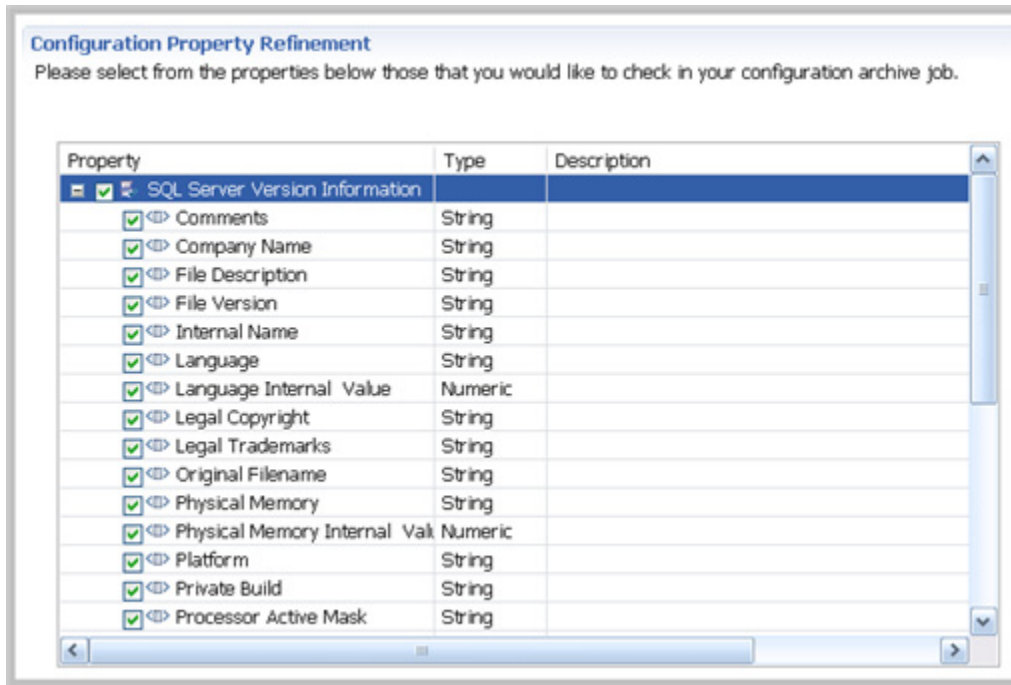 Configuration Property Refinement
Please select from the properties below those that you would like to check in your configuration archive job.
Property Type Description
SQL Server Version Information
Comments String
Company Name String
File Description String
File Version String
Internal Name String
Language String
Language Internal Value Numeric
Legal Copyright String
Legal Trademarks String
Original Filename String
Physical Memory String
Physical Memory Internal Valu Numeric
Platform String
Private Build String
Processor Active Mask String